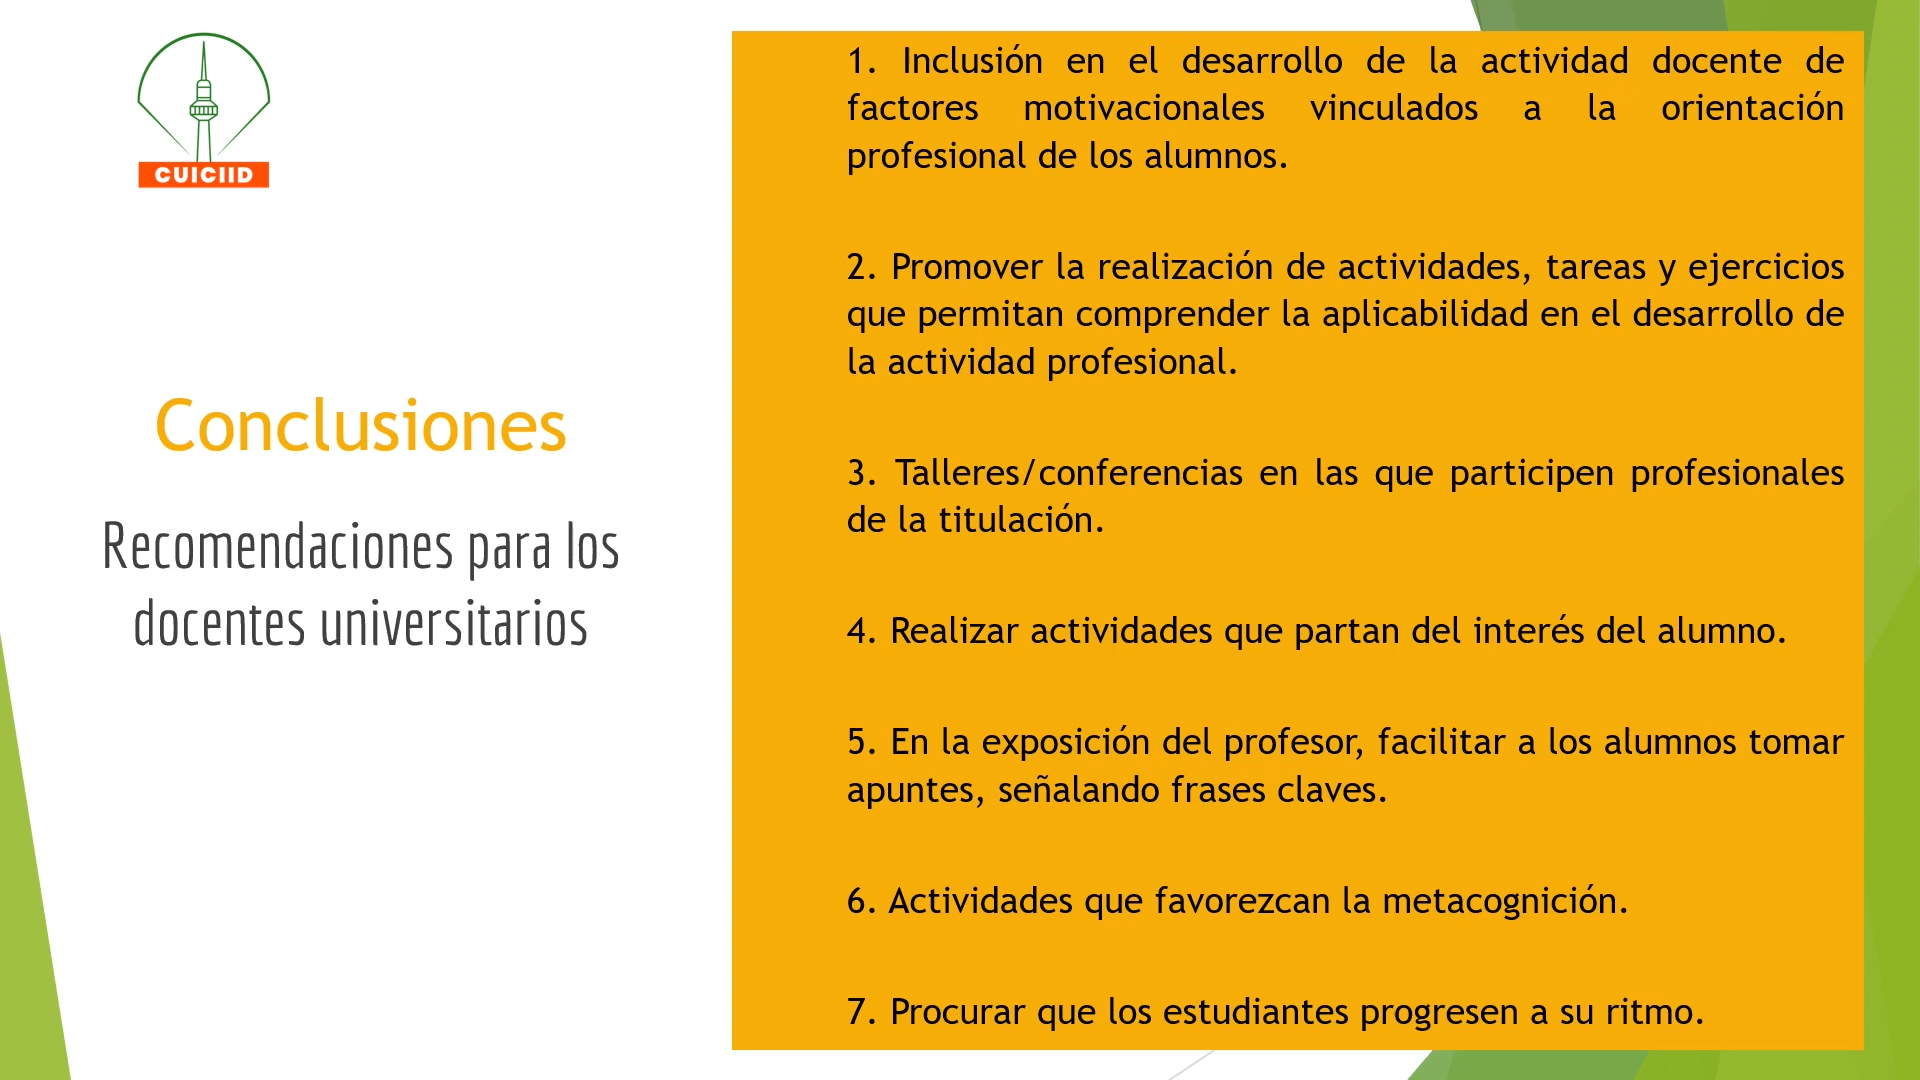 CUICIID
Conclusiones
Recomendaciones para los
docentes universitarios
1. Inclusión en el desarrollo de la actividad docente de
factores motivacionales vinculados a la orientación
profesional de los alumnos.
2. Promover la realización de actividades, tareas y ejercicios
que permitan comprender la aplicabilidad en el desarrollo de
la actividad profesional.
3. Talleres/conferencias en las que participen profesionales
de la titulación.
4. Realizar actividades que partan del interés del alumno.
5. En la exposición del profesor, facilitar a los alumnos tomar
apuntes, señalando frases claves.
6. Actividades que favorezcan la metacognición.
7. Procurar que los estudiantes progresen a su ritmo.